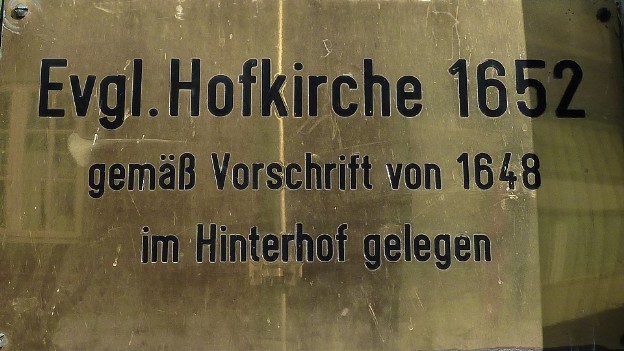 Evgl. Hofkirche 1652
gemäß Vorschrift von 1648
im Hinterhof gelegen